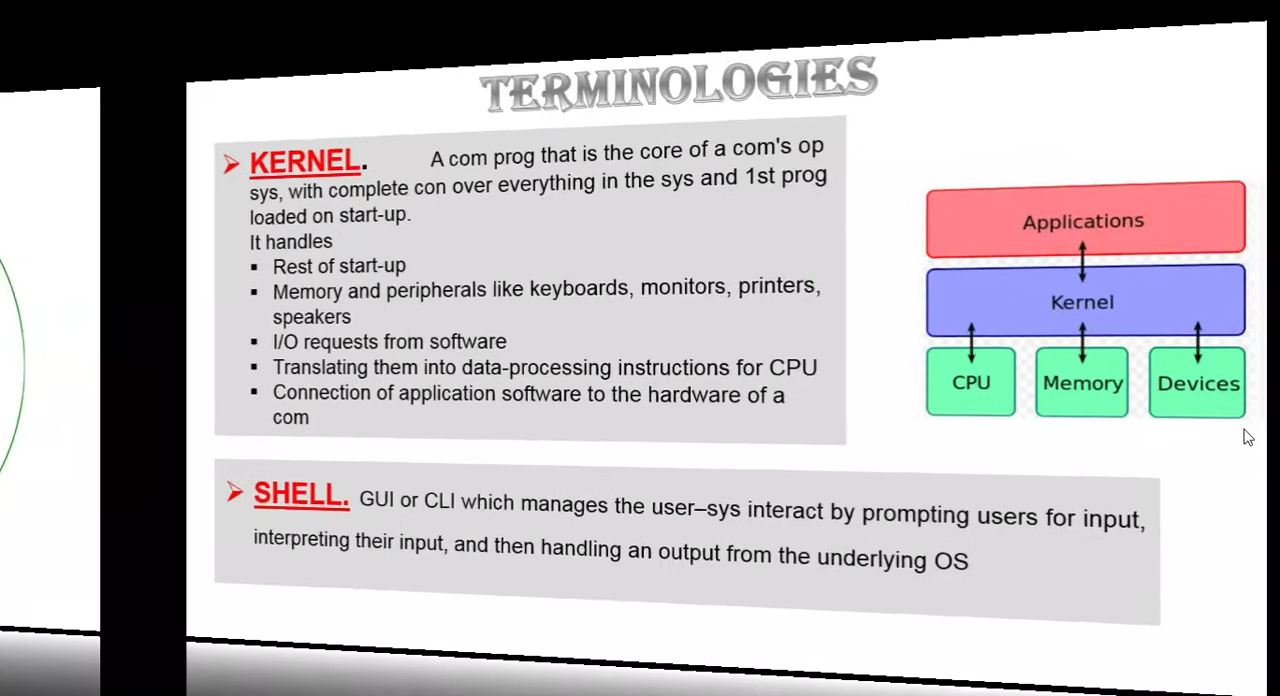 TERMINOLOGIES
➢ KERNEL. A com prog that is the core of a com's op
sys, with complete con over everything in the sys and 1st prog
loaded on start-up.
It handles
▪ Rest of start-up
▪ Memory and peripherals like keyboards, monitors, printers,
speakers
▪ I/O requests from software
▪ Translating them into data-processing instructions for CPU
▪ Connection of application software to the hardware of a
com
Applications
Kernel
CPU Memory Devices
➢ SHELL. GUI or CLI which manages the user–sys interact by prompting users for input,
interpreting their input, and then handling an output from the underlying OS